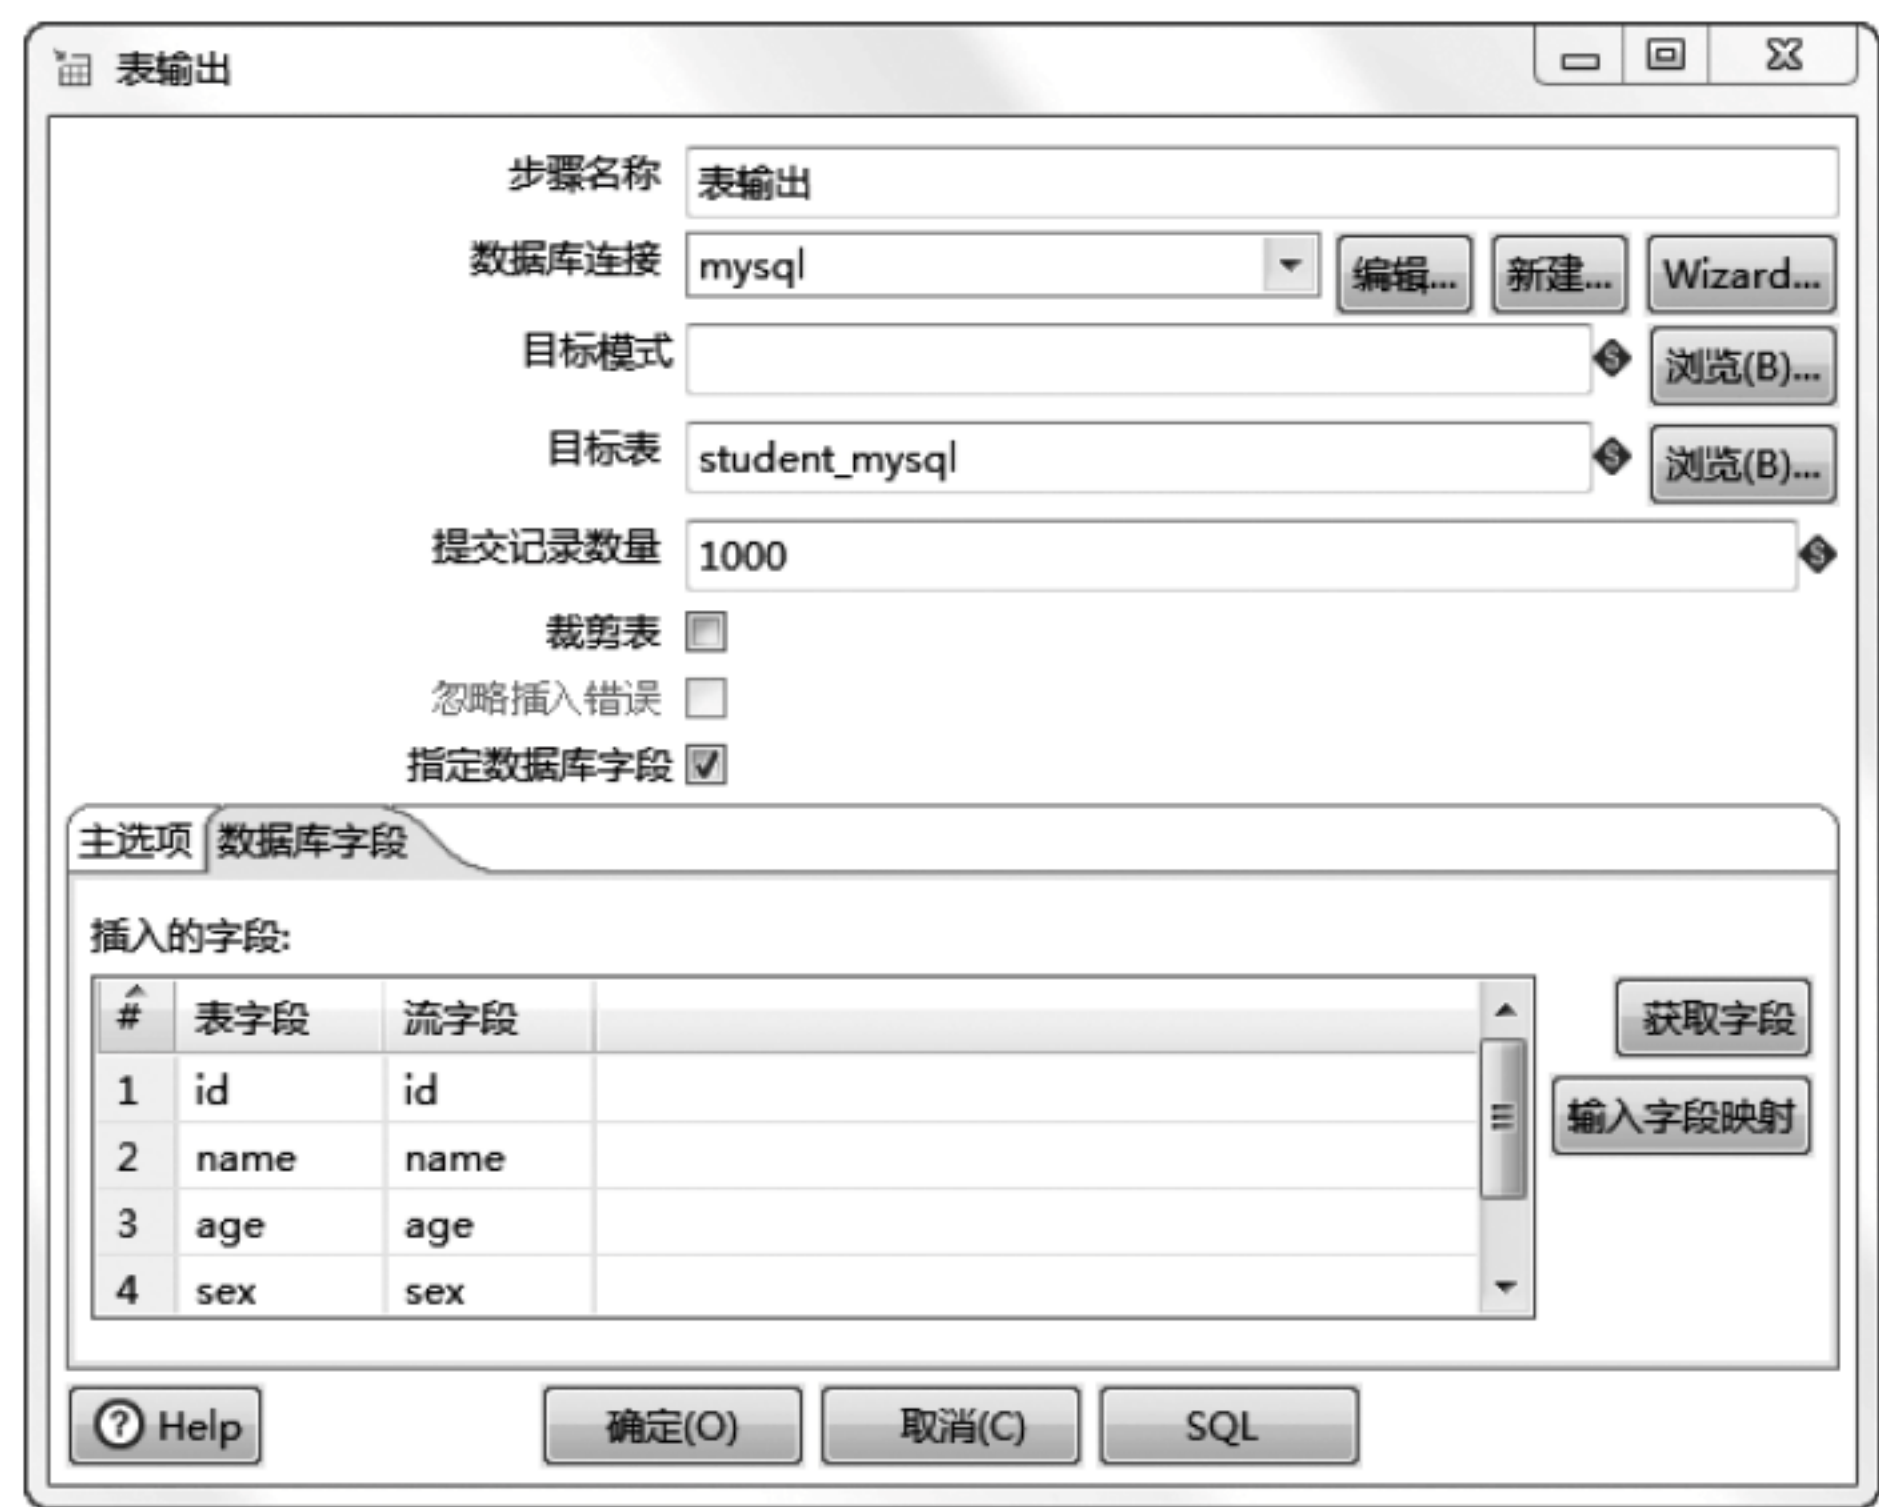 表输出
步骤名称 表输出
数据库连接 mysql 编辑... 新建... Wizard...
目标模式 浏览(B)...
目标表 student_mysql 浏览(B)...
提交记录数量 1000
裁剪表
忽略插入错误
指定数据库字段
主选项 数据库字段
插入的字段:
# 表字段 流字段 获取字段
1 id id
输入字段映射
2 name name
3 age age
4 sex sex
Help 确定(O) 取消(C) SQL